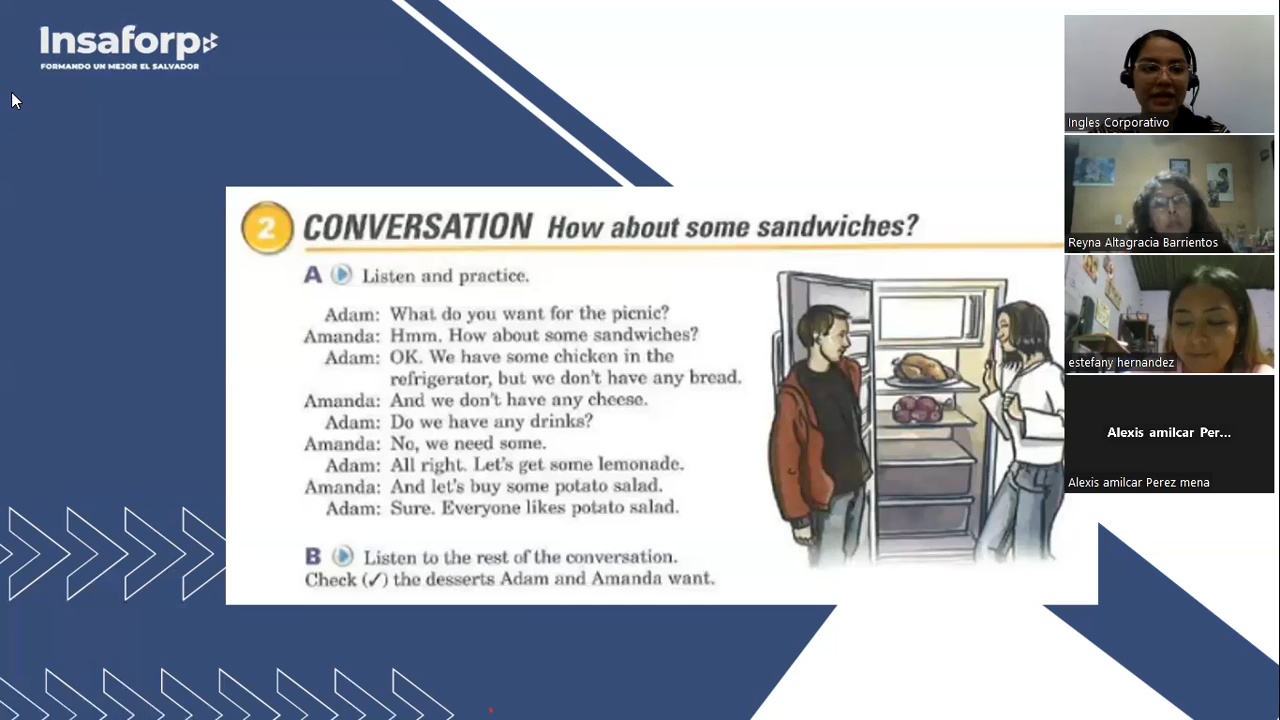 Insaforp
FORMANDO UN MEJOR EL SALVADOR
2 CONVERSATION How about some sandwiches?
A Listen and practice.
Adam: What do you want for the picnic?
Amanda: Hmm. How about some sandwiches?
Adam: OK. We have some chicken in the
refrigerator, but we don't have any bread.
Amanda: And we don't have any cheese.
Adam: Do we have any drinks?
Amanda: No, we need some.
Adam: All right. Let's get some lemonade.
Amanda: And let's buy some potato salad.
Adam: Sure. Everyone likes potato salad.
B Listen to the rest of the conversation.
Check (✓) the desserts Adam and Amanda want.
Ingles Corporativo
Reyna Altagracia Barrientos
estefany hernandez
Alexis amilcar Per...
Alexis amilcar Perez mena